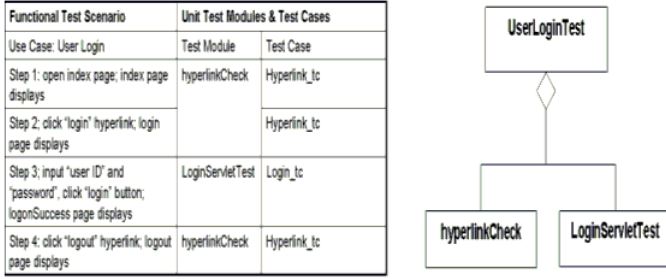 Functional Test Scenario Unit Test Modules & Test Cases
Use Case: User Login Test Module Test Case
Step 1: open index page; index page hyperlinkCheck Hyperlink_tc
displays
Step 2; click "login" hyperlink; login Hyperlink_tc
page displays
Step 3; input "user ID" and LoginServletTest Login_tc
"password", click "login" button;
logonSuccess page displays
Step 4: click "logout" hyperlink; logout hyperlinkCheck Hyperlink_tc
page displays
UserLoginTest
hyperlinkCheck LoginServletTest